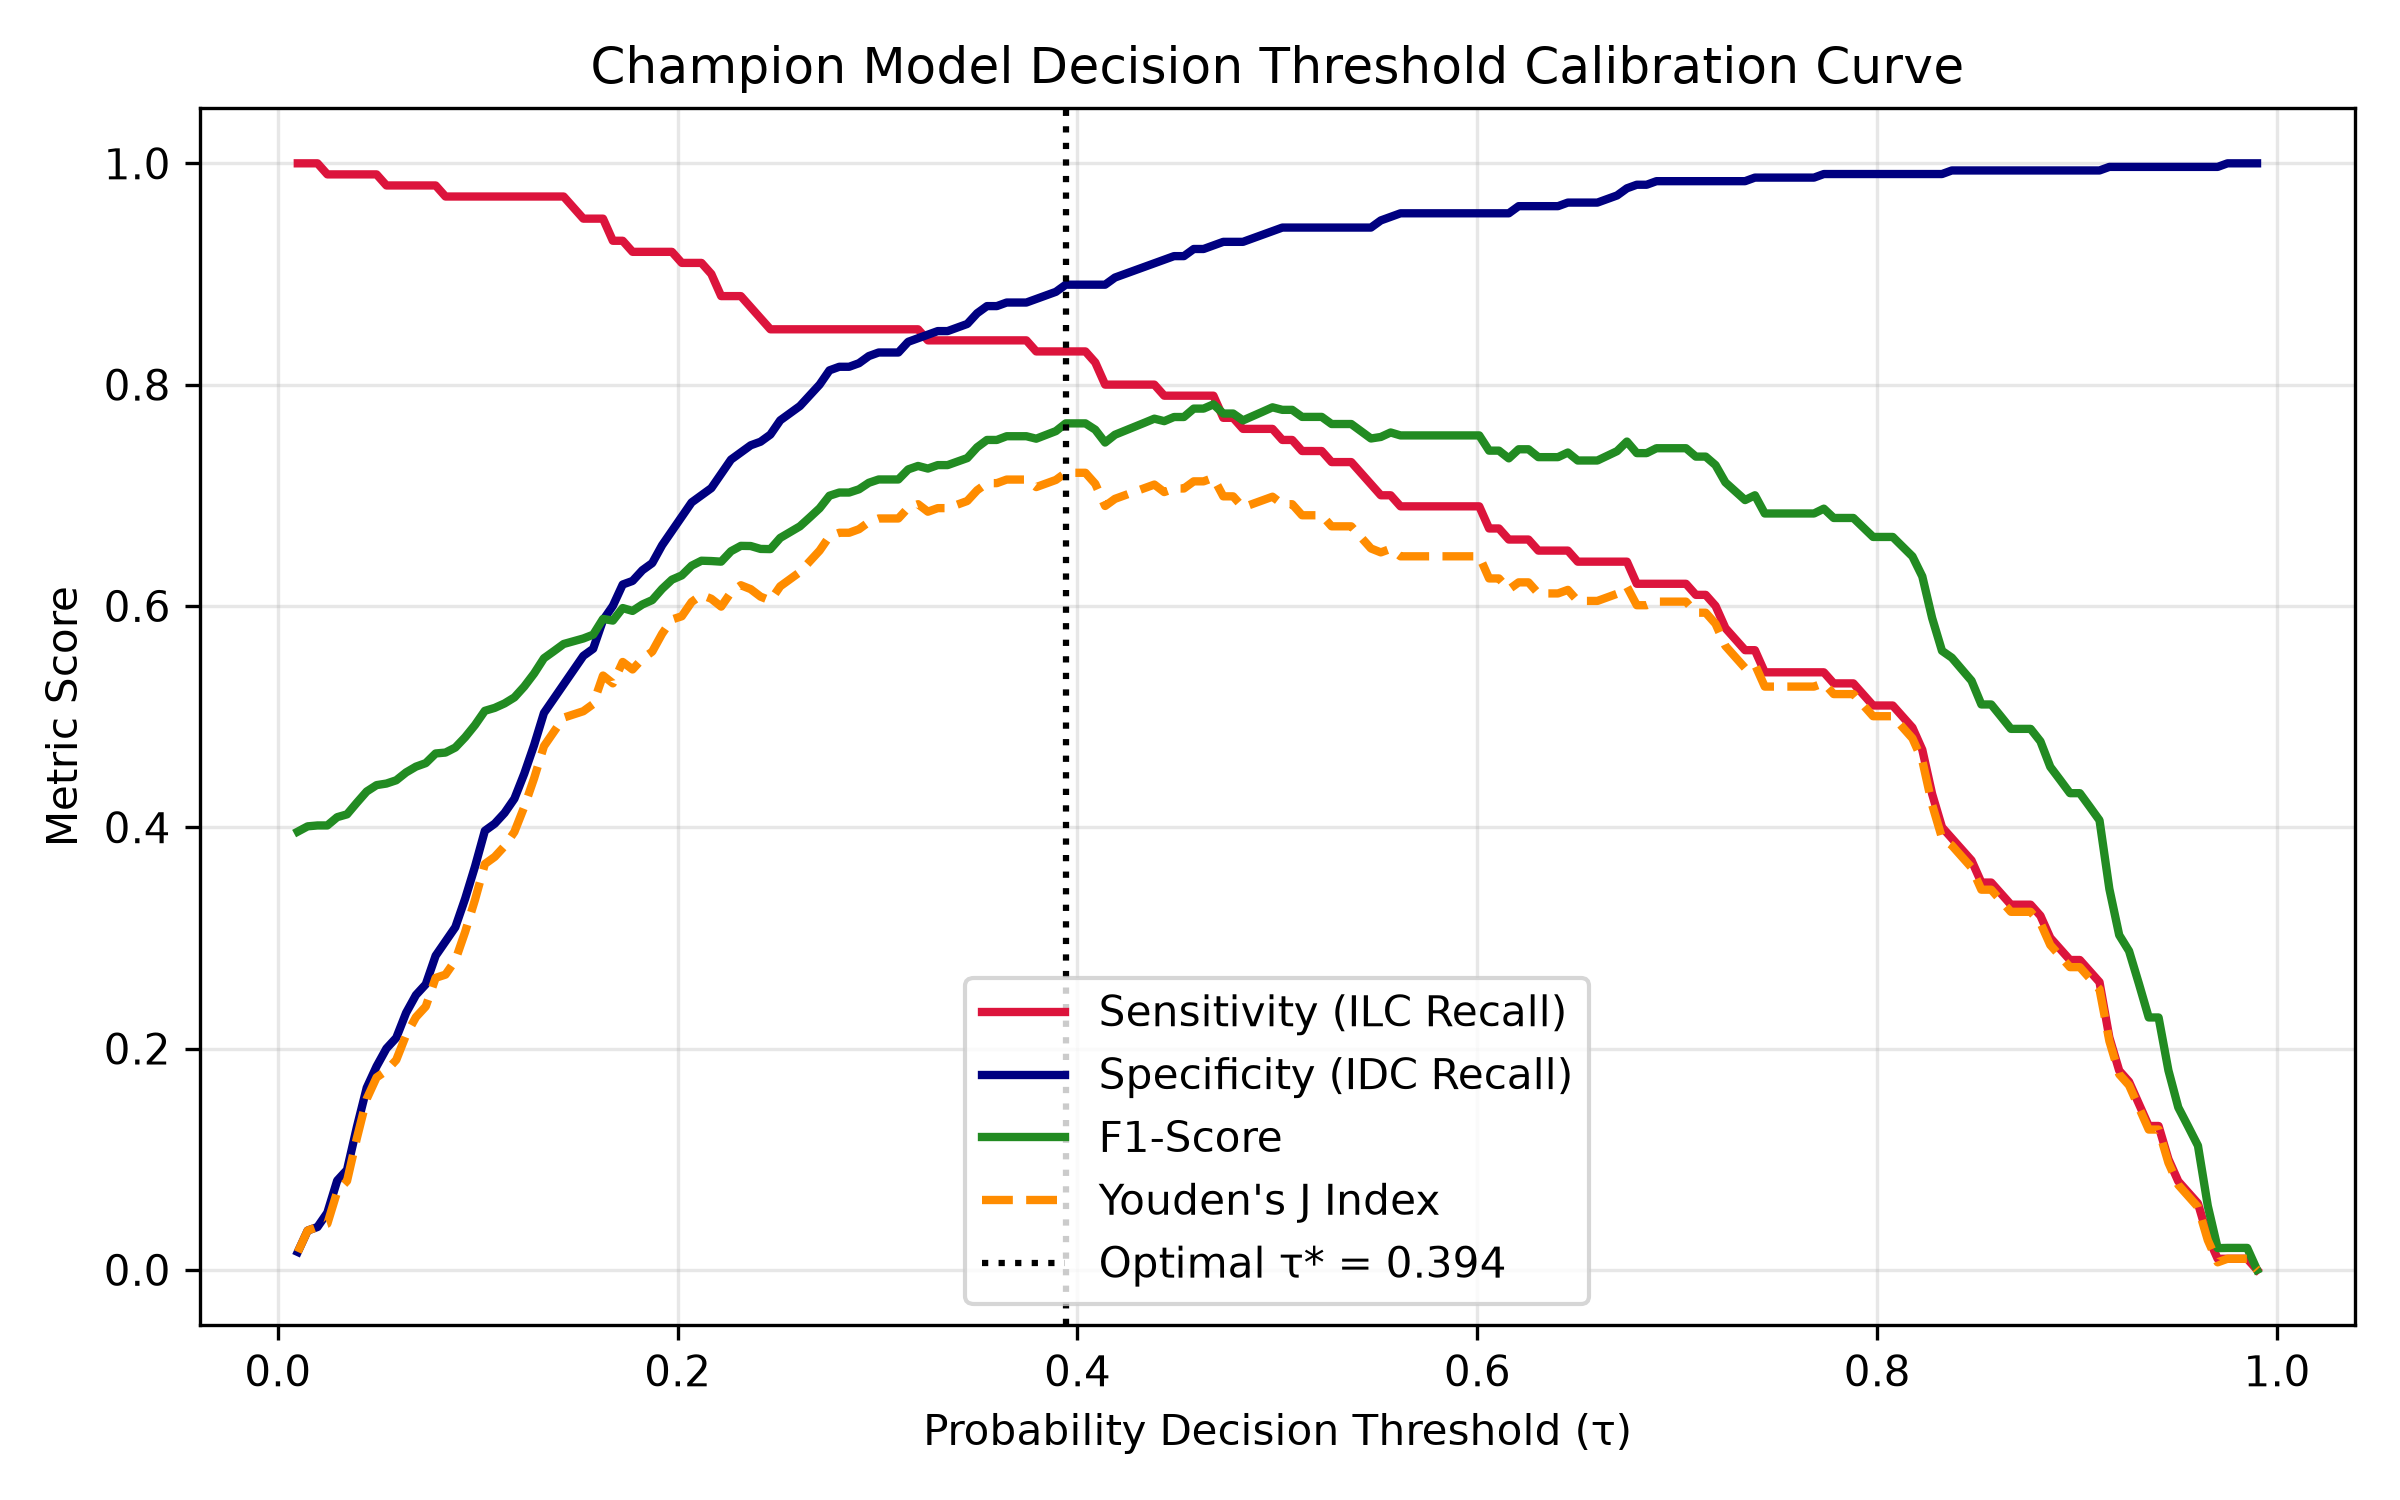 Champion Model Decision Threshold Calibration Curve
Metric Score
1.0
0.8
0.6
0.4
0.2
0.0
Sensitivity (ILC Recall)
Specificity (IDC Recall)
F1-Score
Youden's J Index
Optimal τ* = 0.394
0.0 0.2 0.4 0.6 0.8 1.0
Probability Decision Threshold (τ)